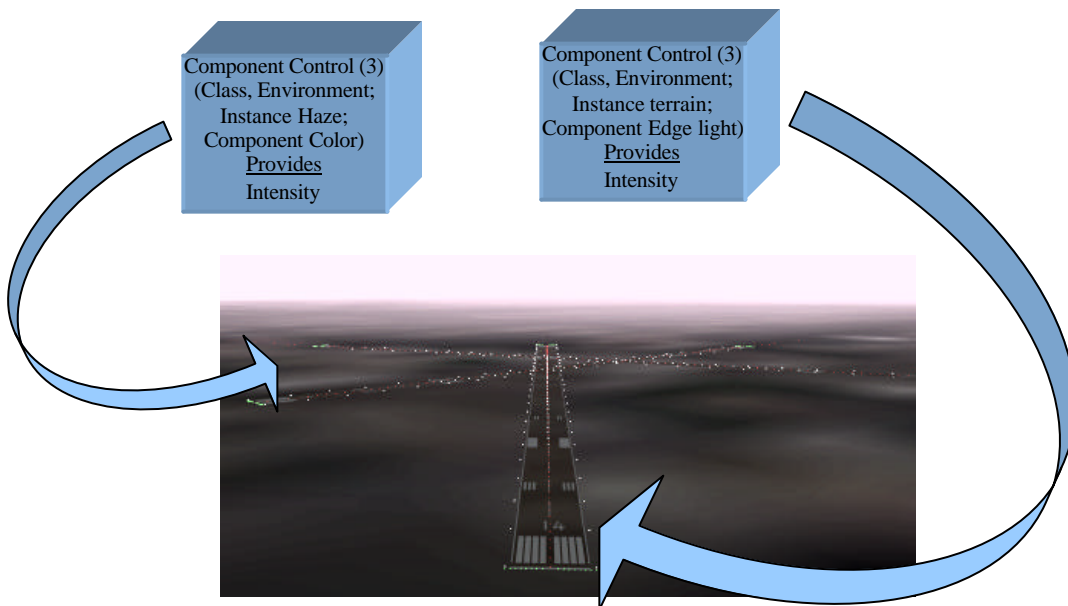 Component Control (3)
(Class, Environment;
Instance Haze;
Component Color)
Provides
Intensity
Component Control (3)
(Class, Environment;
Instance terrain;
Component Edge light)
Provides
Intensity
14